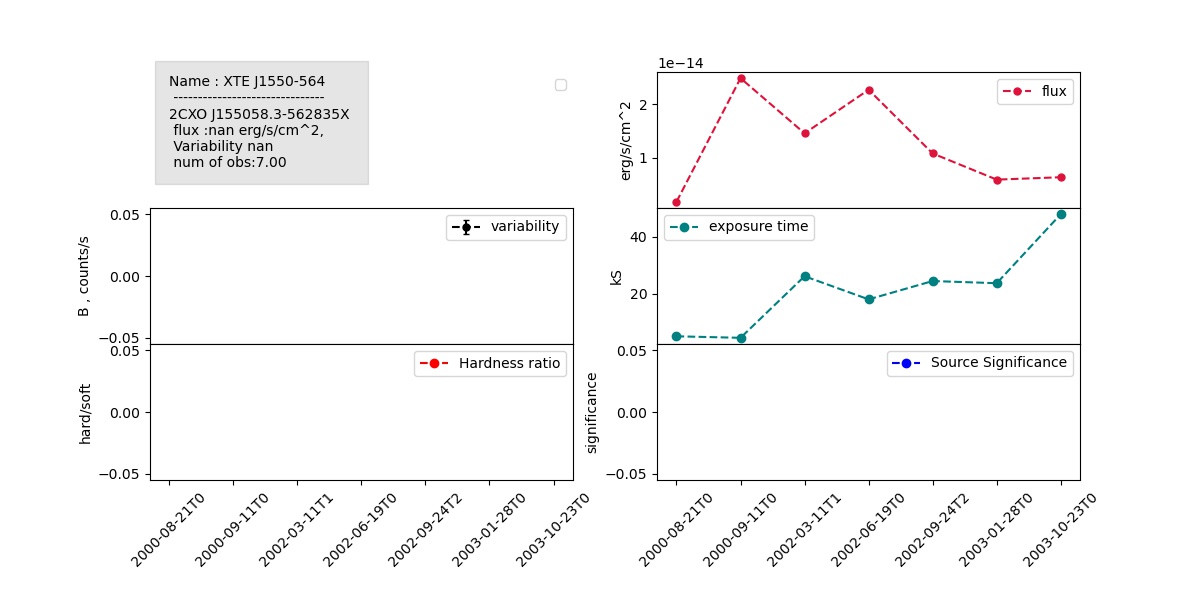 Name : XTE J1550-564
------------------------------
2CXO J155058.3-562835X
flux :nan erg/s/cm^2,
Variability nan
num of obs:7.00
1e−14
flux
2
1
erg/s/cm^2
0.05
0.00
−0.05
B , counts/s
variability
exposure time
40
20
kS
0.05
0.00
−0.05
hard/soft
Hardness ratio
0.05
0.00
−0.05
significance
Source Significance
2000-08-21T0
2000-09-11T0
2002-03-11T1
2002-06-19T0
2002-09-24T2
2003-01-28T0
2003-10-23T0
2000-08-21T0
2000-09-11T0
2002-03-11T1
2002-06-19T0
2002-09-24T2
2003-01-28T0
2003-10-23T0